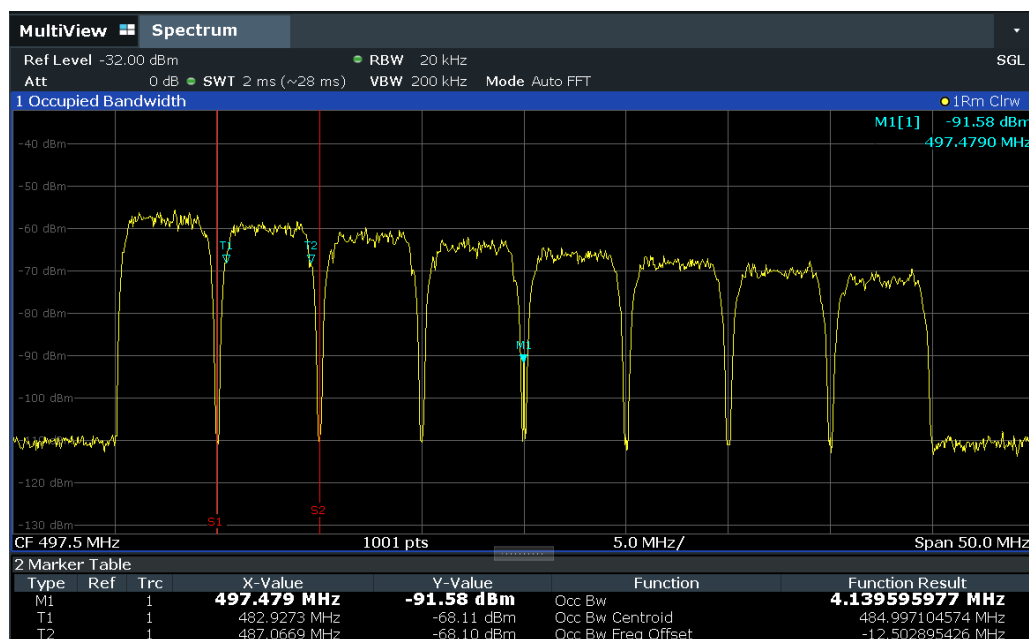 MultiView Spectrum
Ref Level -32.00 dBm RBW 20 kHz SGL
Att 0 dB SWT 2 ms (~28 ms) VBW 200 kHz Mode Auto FFT
1 Occupied Bandwidth 1Rm Clrw
M1[1] -91.58 dBm
497.4790 MHz
-40 dBm
-50 dBm
-60 dBm
T1 T2
-70 dBm
-80 dBm
-90 dBm
M1
-100 dBm
-120 dBm
S2
S1
-130 dBm
CF 497.5 MHz 1001 pts 5.0 MHz/ Span 50.0 MHz
2 Marker Table
Type Ref Trc X-Value Y-Value Function Function Result
M1 1 497.479 MHz -91.58 dBm Occ Bw 4.139595977 MHz
T1 1 482.9273 MHz -68.11 dBm Occ Bw Centroid 484.997104574 MHz
T2 1 487.0669 MHz -68.10 dBm Occ Bw Freq Offset -12.502895426 MHz